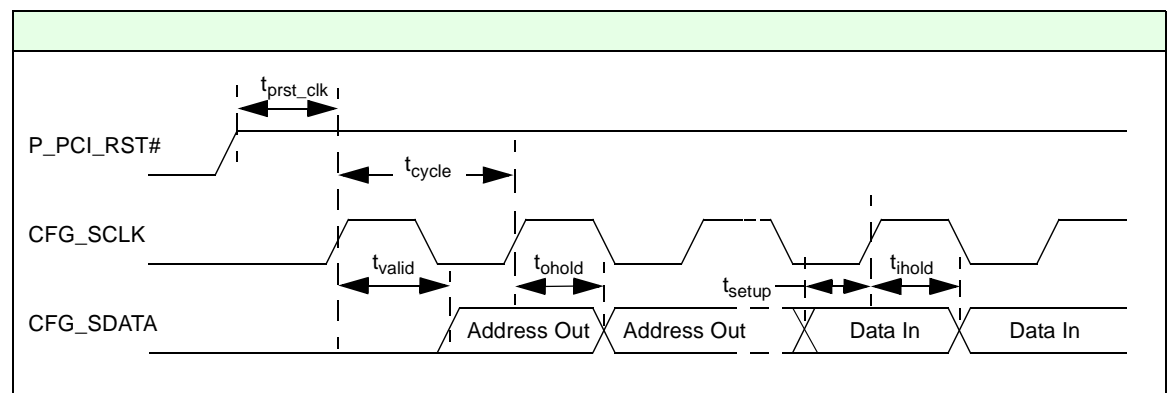 tprst_clk
P_PCI_RST#
tcycle
CFG_SCLK
tvalid
tohold
tsetup
tihold
CFG_SDATA
Address Out
Address Out
Data In
Data In